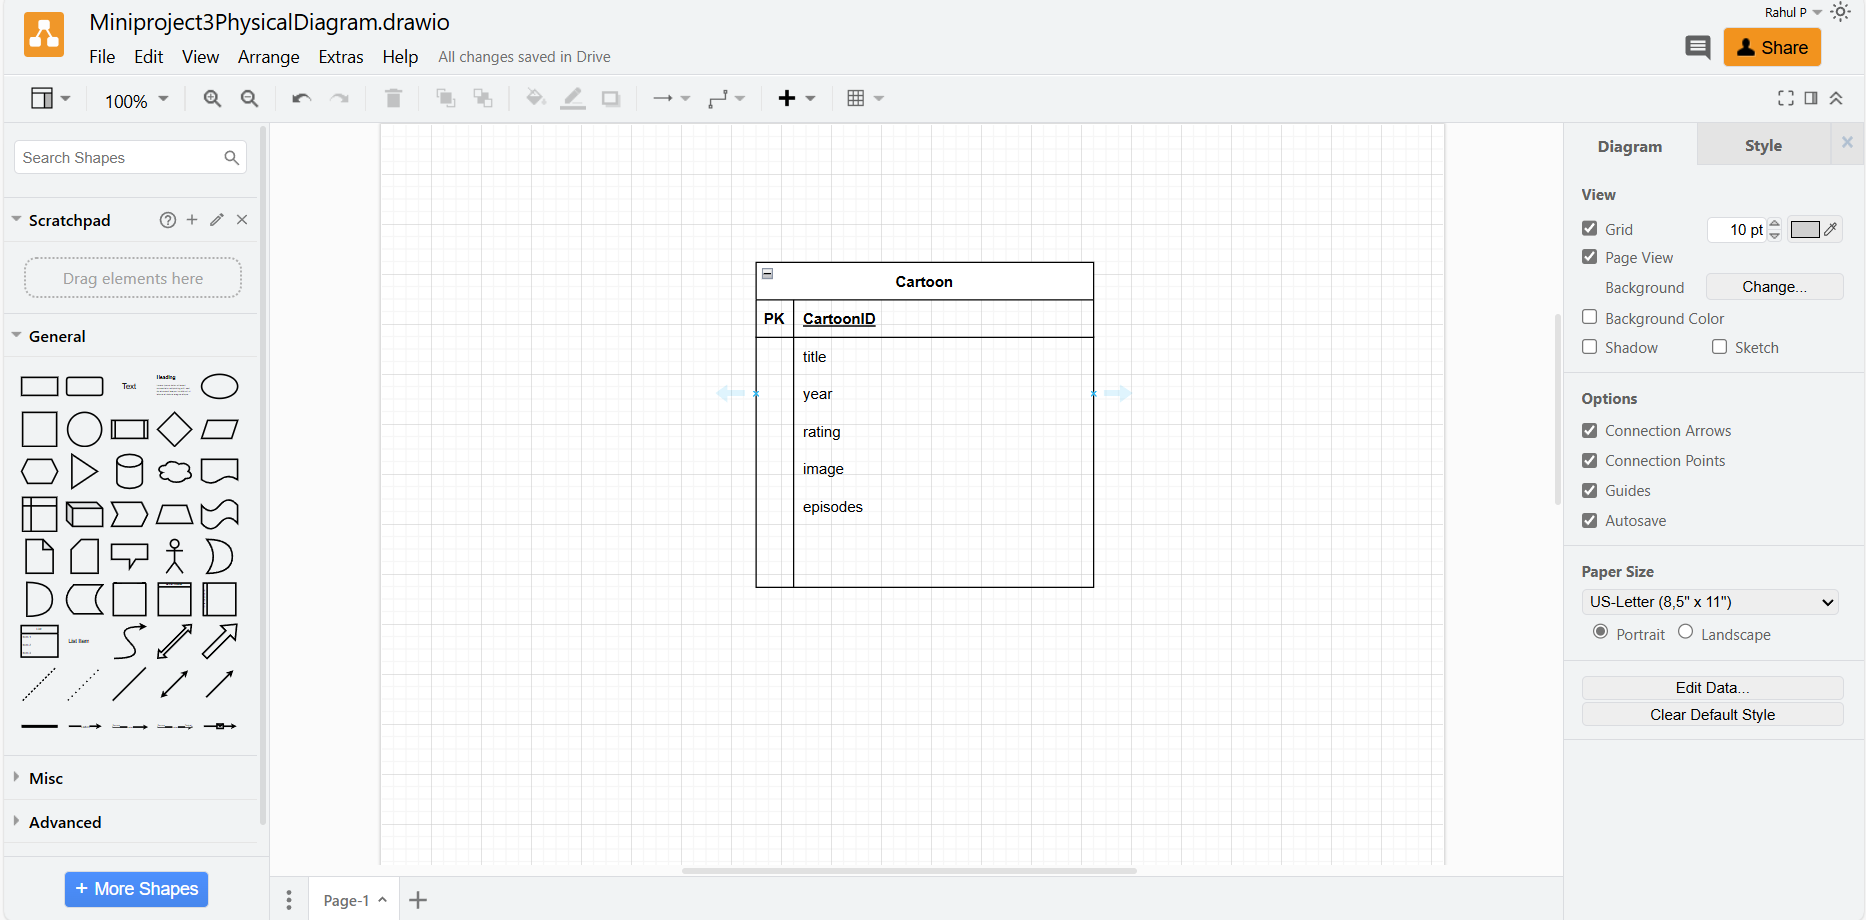 Miniproject3PhysicalDiagram.drawio
Rahul P
File Edit View Arrange Extras Help All changes saved in Drive
Share
100%
Search Shapes
Scratchpad
Drag elements here
General
Text
Heading
List Item
Misc
Advanced
+ More Shapes
Cartoon
PK CartoonID
title
year
rating
image
episodes
Page-1
Diagram Style
View
Grid 10 pt
Page View
Background Change...
Background Color
Shadow Sketch
Options
Connection Arrows
Connection Points
Guides
Autosave
Paper Size
US-Letter (8,5" x 11")
Portrait Landscape
Edit Data...
Clear Default Style